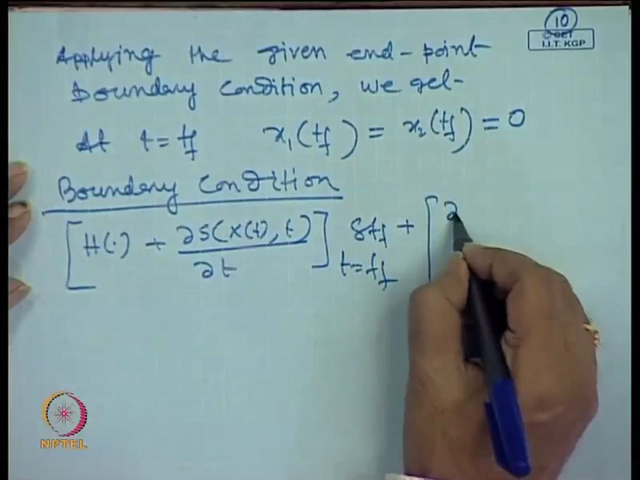 10
© CET
I.I.T. KGP
Applying the given end-point
Boundary Condition, we get-
At t = tf x₁(tf) = x₂(tf) = 0
Boundary Condition
[H(·) + ∂S(X(t), t)/∂t] t=tf δtf + [∂
NPTEL